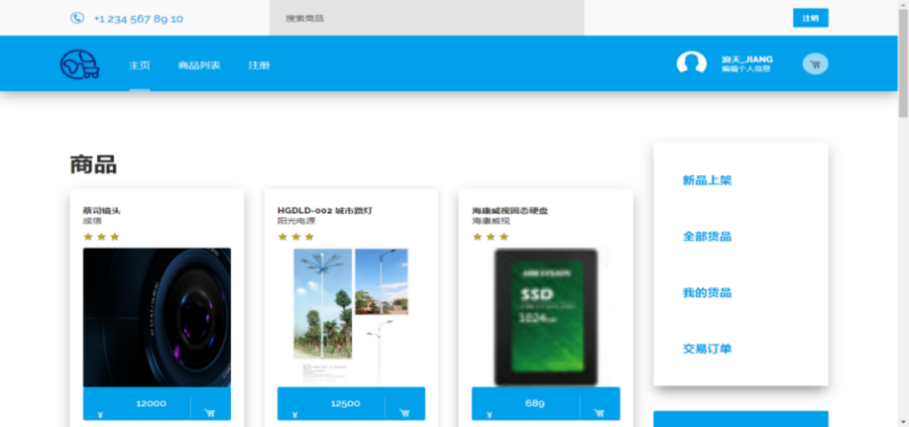 +1 234 567 89 10
搜索商品
注销
主页
商品列表
注册
浪天_JIANG
编辑个人信息
商品
蔡司镜头
成信
HGDLD-002 城市路灯
阳光电源
海康威视固态硬盘
海康威视
SSD
1024
¥ 12000
¥ 12500
¥ 689
新品上架
全部货品
我的货品
交易订单